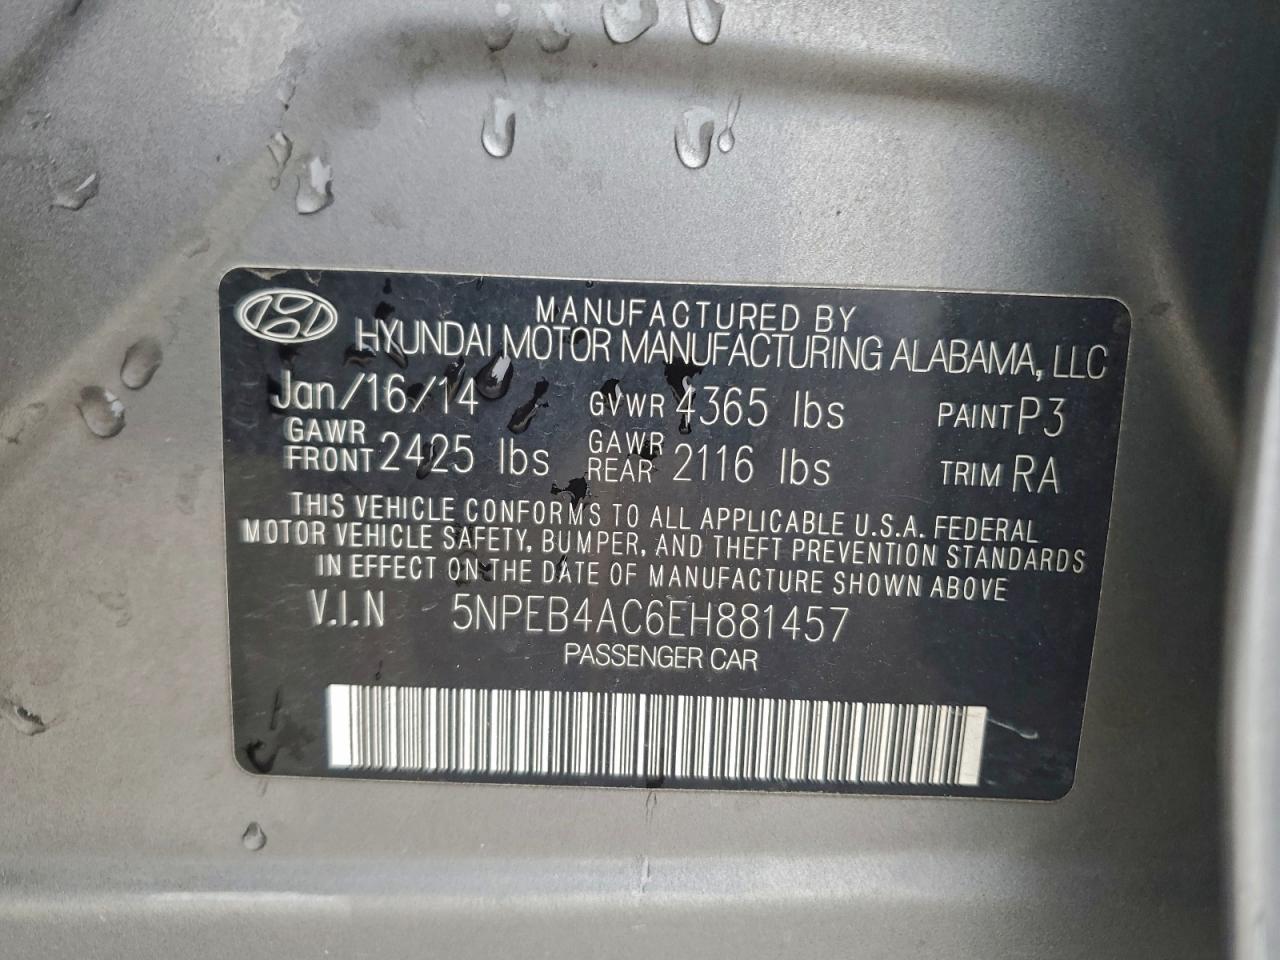 MANUFACTURED BY
HYUNDAI MOTOR MANUFACTURING ALABAMA, LLC
Jan/16/14 GVWR 4365 lbs PAINT P3
GAWR FRONT 2425 lbs GAWR REAR 2116 lbs TRIM RA
THIS VEHICLE CONFORMS TO ALL APPLICABLE U.S.A. FEDERAL
MOTOR VEHICLE SAFETY, BUMPER, AND THEFT PREVENTION STANDARDS
IN EFFECT ON THE DATE OF MANUFACTURE SHOWN ABOVE
V.I.N 5NPEB4AC6EH881457
PASSENGER CAR